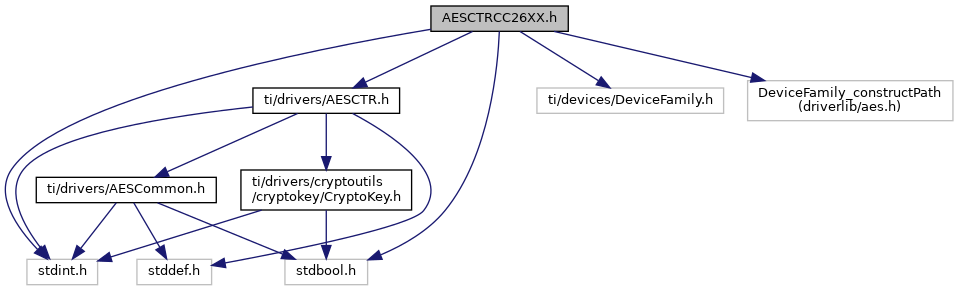 AESCTRCC26XX.h
ti/drivers/AESCTR.h
ti/devices/DeviceFamily.h
DeviceFamily_constructPath
(driverlib/aes.h)
ti/drivers/AESCommon.h
ti/drivers/cryptoutils
/cryptokey/CryptoKey.h
stdint.h
stddef.h
stdbool.h